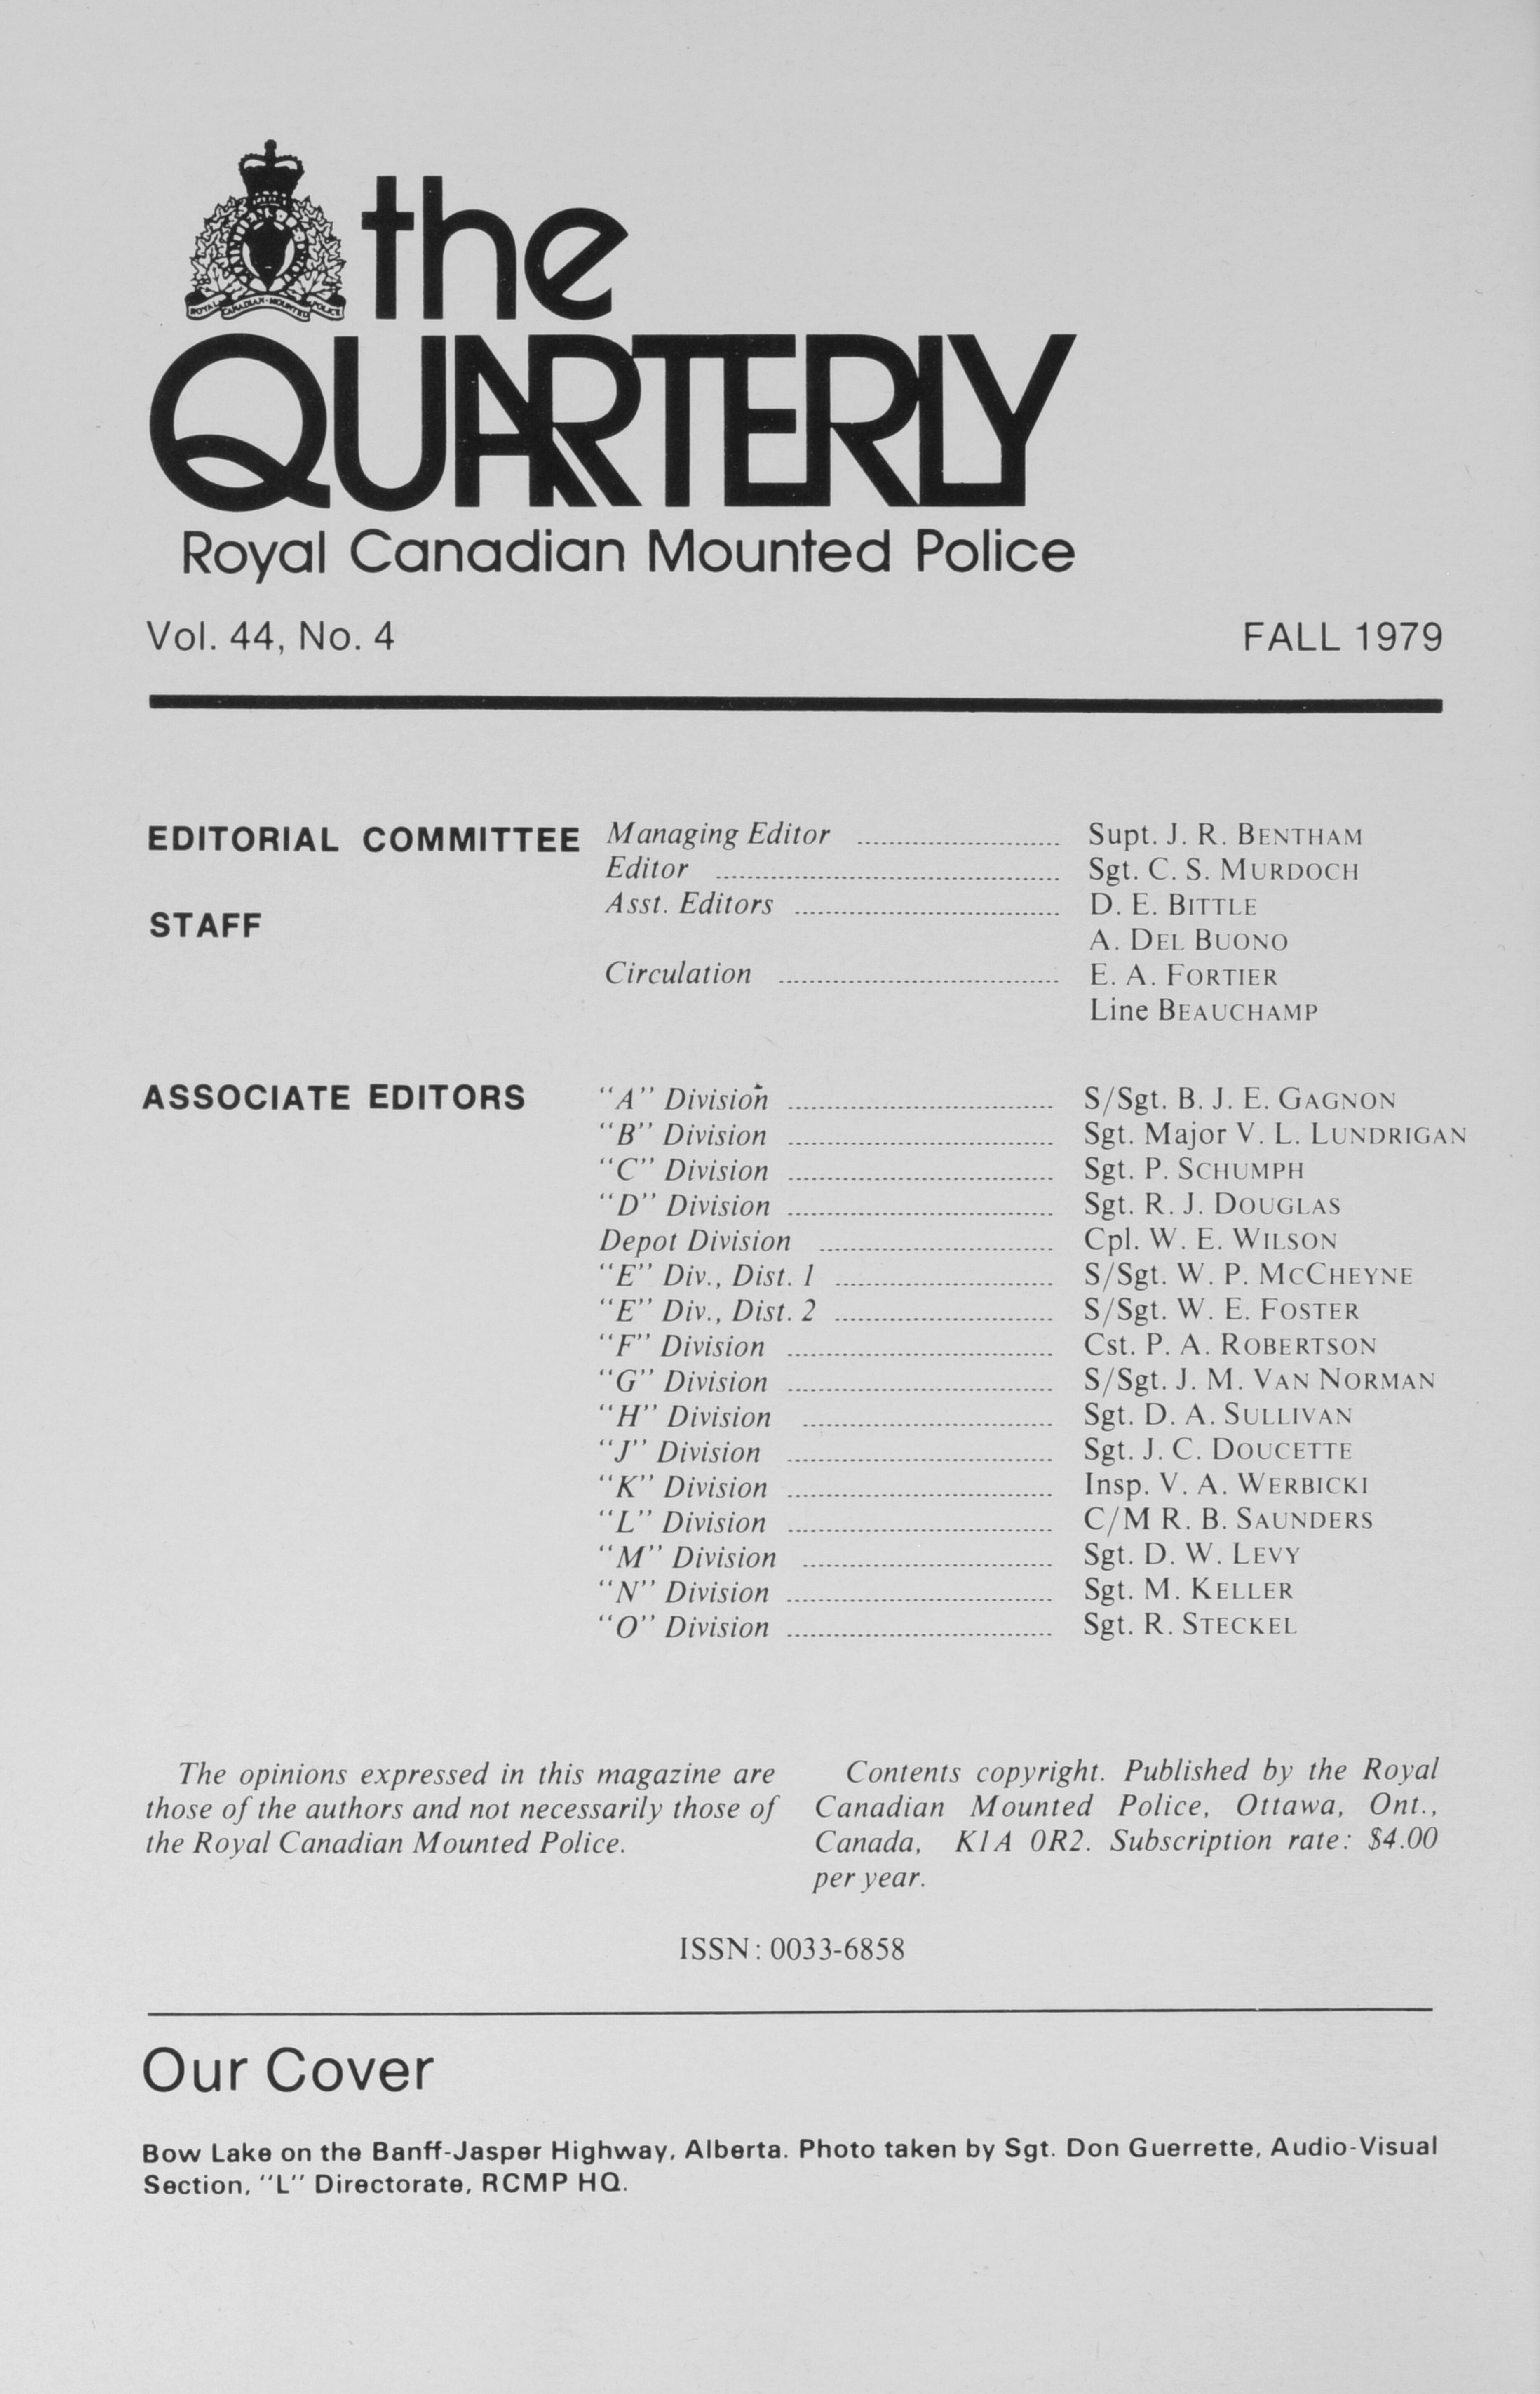 the
QUARTERLY
Royal Canadian Mounted Police
ROYAL CANADIAN MOUNTED POLICE
Vol. 44, No. 4 FALL 1979
EDITORIAL COMMITTEE Managing Editor Supt. J. R. BENTHAM
Editor Sgt. C. S. MURDOCH
STAFF Asst. Editors D. E. BITTLE
A. DEL BUONO
Circulation E. A. FORTIER
Line BEAUCHAMP
ASSOCIATE EDITORS "A" Division S/Sgt. B. J. E. GAGNON
"B" Division Sgt. Major V. L. LUNDRIGAN
"C" Division Sgt. P. SCHUMPH
"D" Division Sgt. R. J. DOUGLAS
Depot Division Cpl. W. E. WILSON
"E" Div., Dist. 1 S/Sgt. W. P. MCCHEYNE
"E" Div., Dist. 2 S/Sgt. W. E. FOSTER
"F" Division Cst. P. A. ROBERTSON
"G" Division S/Sgt. J. M. VAN NORMAN
"H" Division Sgt. D. A. SULLIVAN
"J" Division Sgt. J. C. DOUCETTE
"K" Division Insp. V. A. WERBICKI
"L" Division C/M R. B. SAUNDERS
"M" Division Sgt. D. W. LEVY
"N" Division Sgt. M. KELLER
"O" Division Sgt. R. STECKEL
The opinions expressed in this magazine are
those of the authors and not necessarily those of
the Royal Canadian Mounted Police.
Contents copyright. Published by the Royal
Canadian Mounted Police, Ottawa, Ont.,
Canada, K1A 0R2. Subscription rate: $4.00
per year.
ISSN: 0033-6858
Our Cover
Bow Lake on the Banff-Jasper Highway, Alberta. Photo taken by Sgt. Don Guerrette, Audio-Visual
Section, "L" Directorate, RCMP HQ.